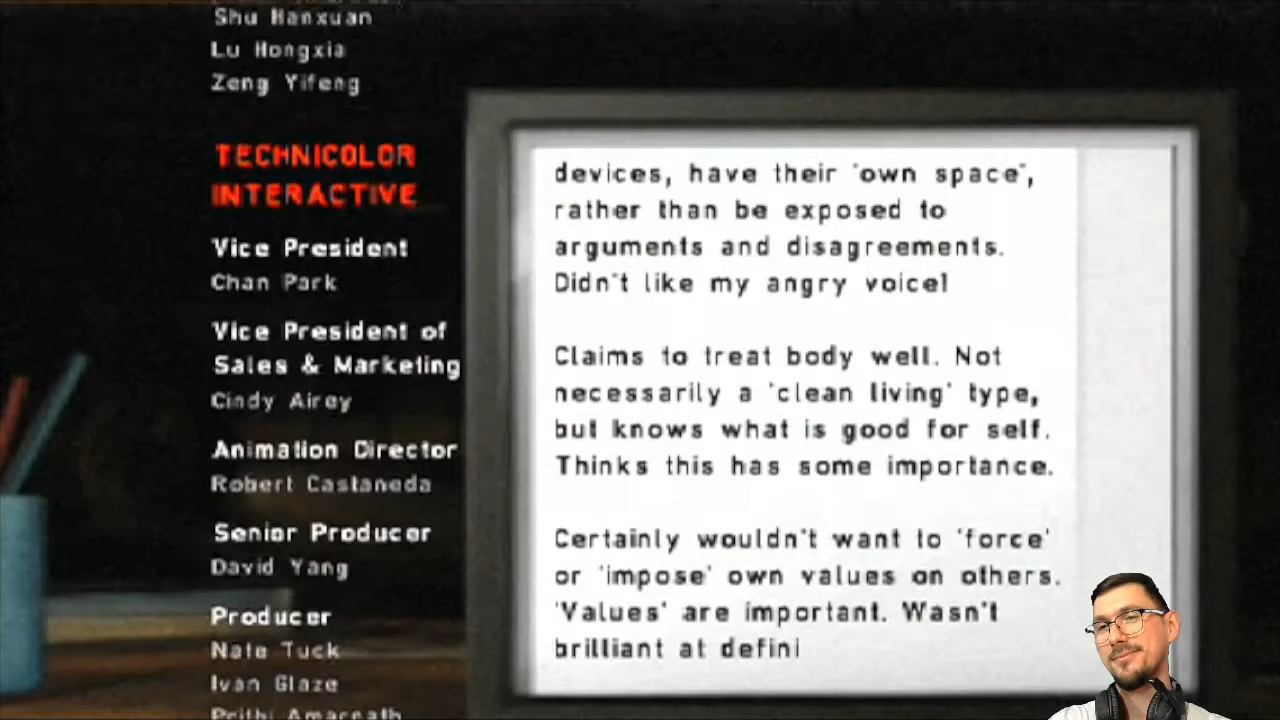 Shu Hanxuan
Lu Hongxia
Zeng Yifeng
TECHNICOLOR
INTERACTIVE
Vice President
Chan Park
Vice President of
Sales & Marketing
Cindy Airey
Animation Director
Robert Castaneda
Senior Producer
David Yang
Producer
Nate Tuck
Ivan Glaze
Prithi Amarnath
devices, have their 'own space',
rather than be exposed to
arguments and disagreements.
Didn't like my angry voice!
Claims to treat body well. Not
necessarily a 'clean living' type,
but knows what is good for self.
Thinks this has some importance.
Certainly wouldn't want to 'force'
or 'impose' own values on others.
'Values' are important. Wasn't
brilliant at defini